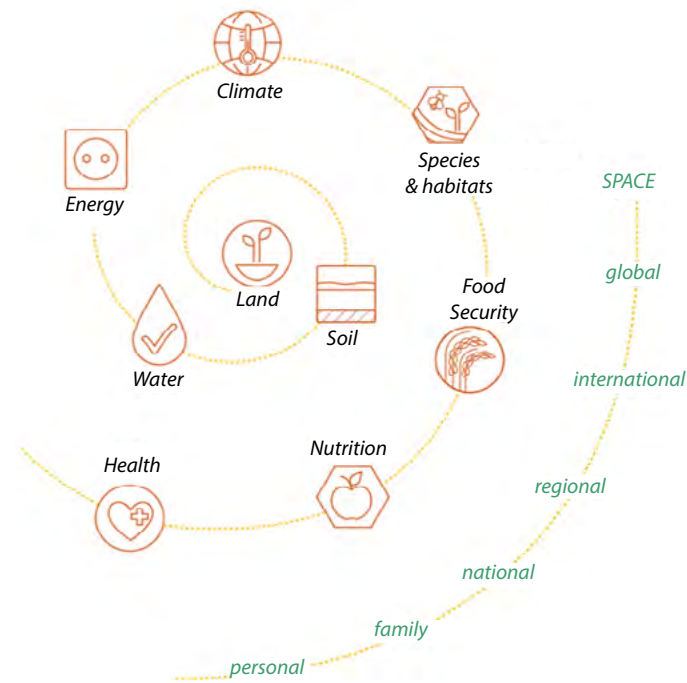 Climate
Species
& habitats
SPACE
Energy
global
Land
Food
Security
Soil
Water
international
Nutrition
Health
regional
national
family
personal